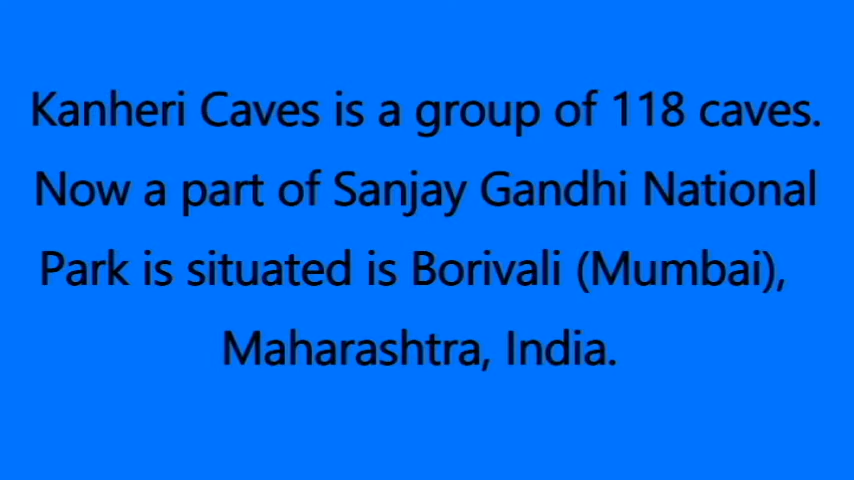 Kanheri Caves is a group of 118 caves.
Now a part of Sanjay Gandhi National
Park is situated is Borivali (Mumbai),
Maharashtra, India.